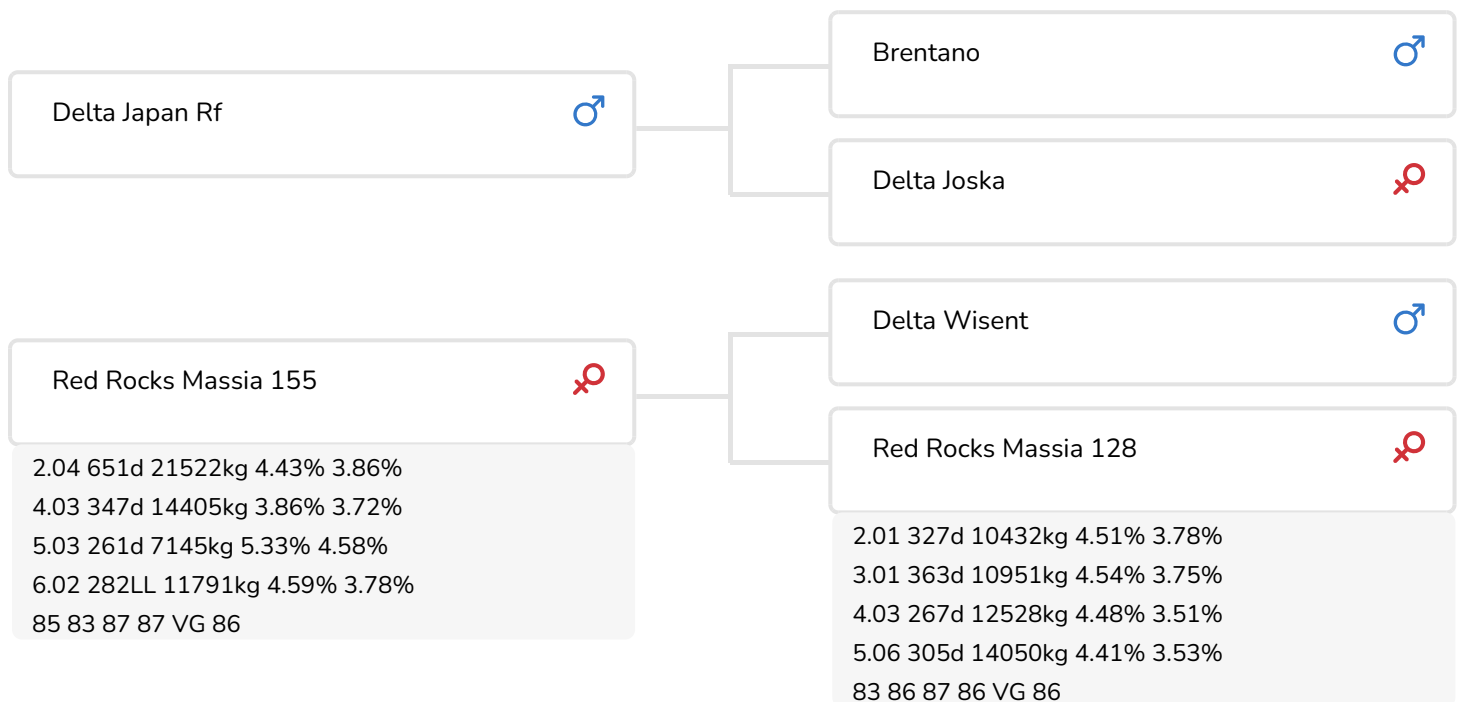 Delta Japan Rf
Brentano
Delta Joska
Red Rocks Massia 155
2.04 651d 21522kg 4.43% 3.86%
4.03 347d 14405kg 3.86% 3.72%
5.03 261d 7145kg 5.33% 4.58%
6.02 282LL 11791kg 4.59% 3.78%
85 83 87 87 VG 86
Delta Wisent
Red Rocks Massia 128
2.01 327d 10432kg 4.51% 3.78%
3.01 363d 10951kg 4.54% 3.75%
4.03 267d 12528kg 4.48% 3.51%
5.06 305d 14050kg 4.41% 3.53%
83 86 87 86 VG 86